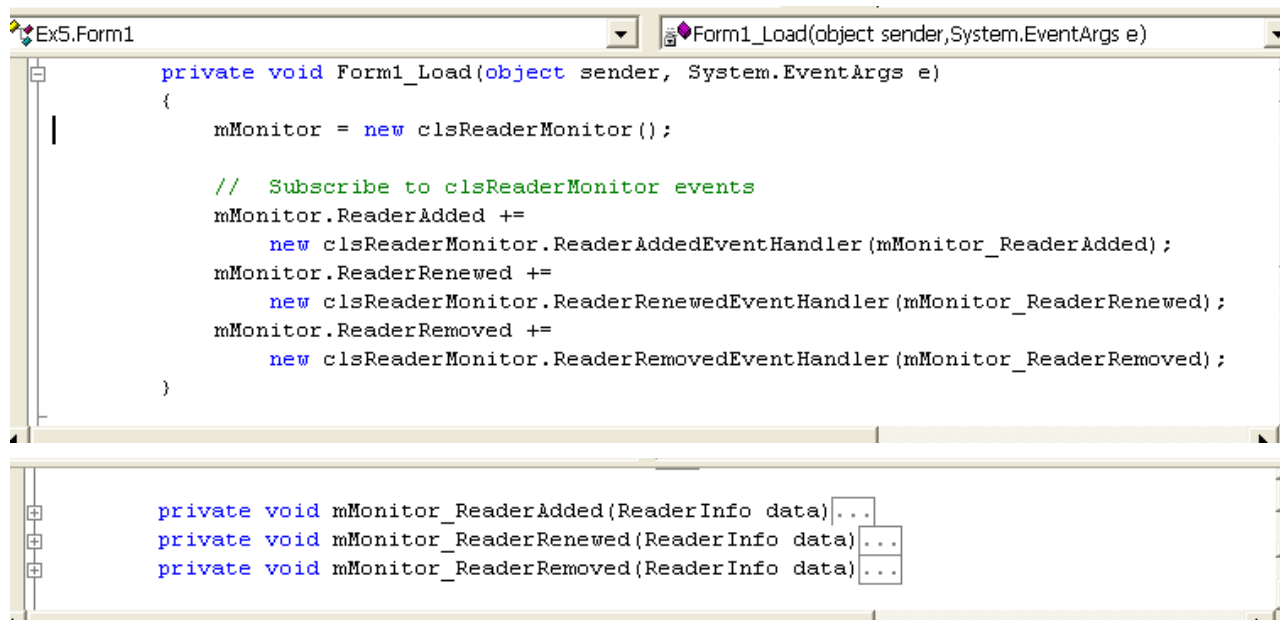 Ex5.Form1
Form1_Load(object sender,System.EventArgs e)
private void Form1_Load(object sender, System.EventArgs e)
{
mMonitor = new clsReaderMonitor();
// Subscribe to clsReaderMonitor events
mMonitor.ReaderAdded +=
new clsReaderMonitor.ReaderAddedEventHandler(mMonitor_ReaderAdded);
mMonitor.ReaderRenewed +=
new clsReaderMonitor.ReaderRenewedEventHandler(mMonitor_ReaderRenewed);
mMonitor.ReaderRemoved +=
new clsReaderMonitor.ReaderRemovedEventHandler(mMonitor_ReaderRemoved);
}
private void mMonitor_ReaderAdded(ReaderInfo data)...
private void mMonitor_ReaderRenewed(ReaderInfo data)...
private void mMonitor_ReaderRemoved(ReaderInfo data)...